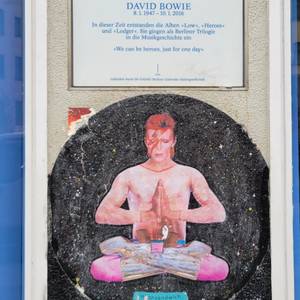 DAVID BOWIE
8. 1. 1947 – 10. 1. 2016
In dieser Zeit entstanden die Alben »Low«, »Heroes«
und »Lodger«. Sie gingen als Berliner Trilogie
in die Musikgeschichte ein.
»We can be heroes, just for one day«